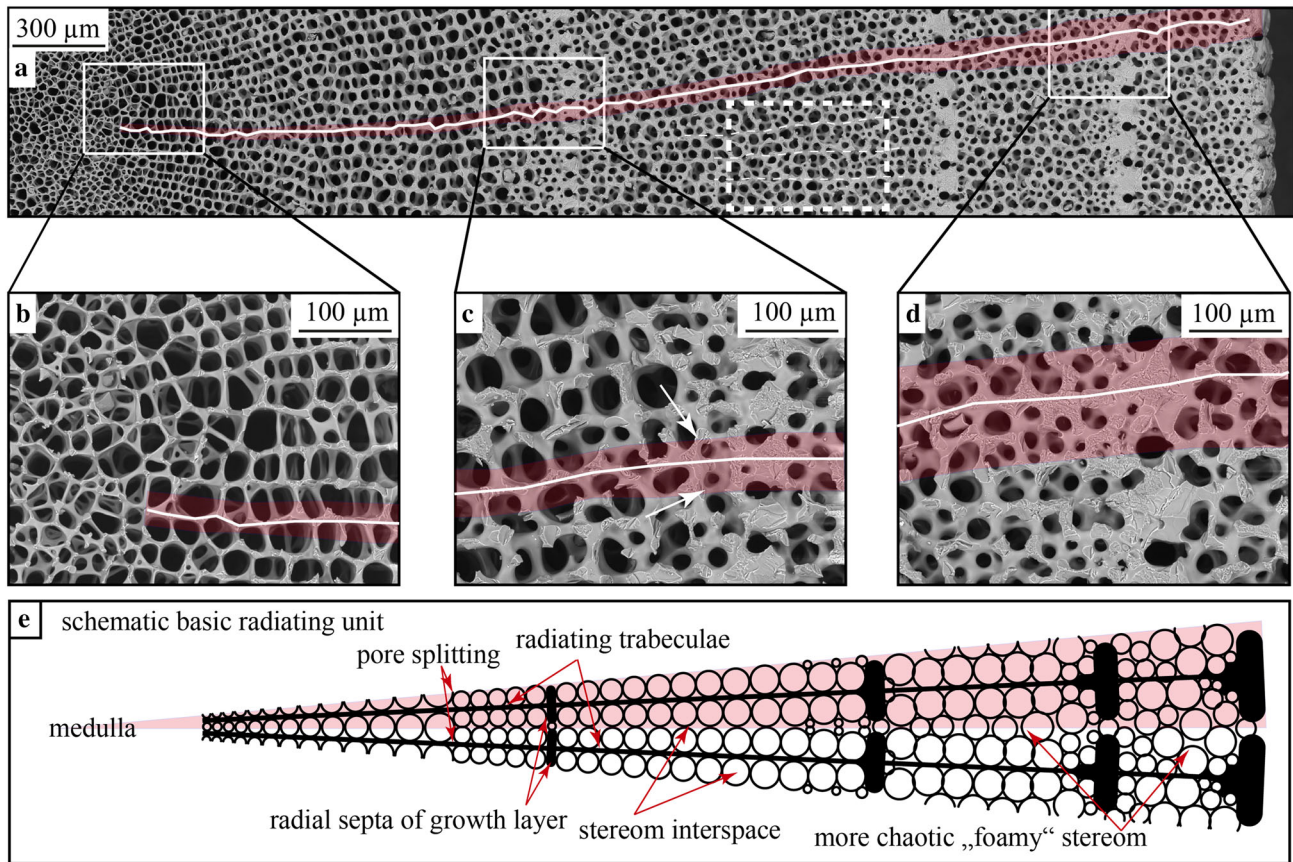 300 µm
a
b
100 µm
c
100 µm
d
100 µm
e
schematic basic radiating unit
radiating trabeculae
pore splitting
medulla
radial septa of growth layer
stereom interspace
more chaotic „foamy“ stereom